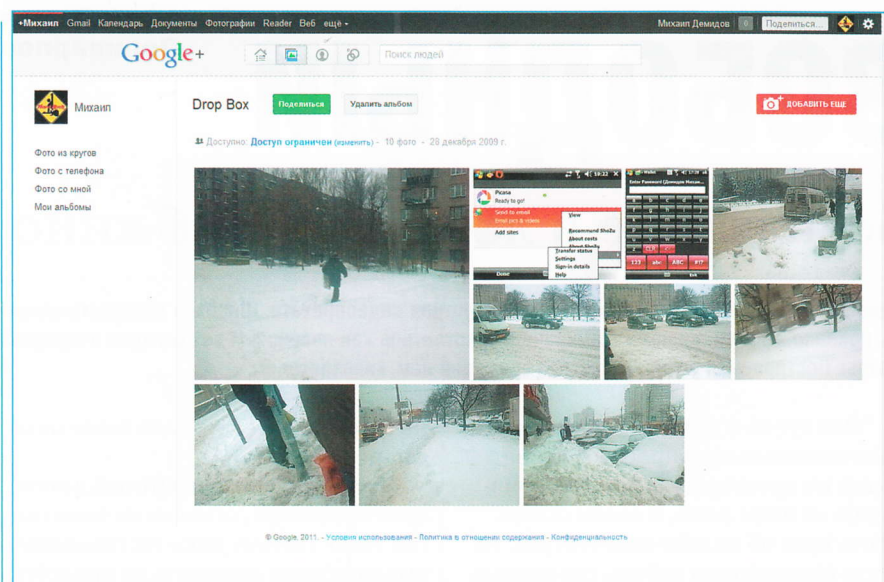 +Михаил Gmail Календарь Документы Фотографии Reader Веб ещё
Михаил Демидов 0 Поделиться...
Google+
Поиск людей
Михаил
Drop Box Поделиться Удалить альбом ДОБАВИТЬ ЕЩЕ
Доступно: Доступ ограничен (изменить) - 10 фото - 28 декабря 2009 г.
Фото из кругов
Фото с телефона
Фото со мной
Мои альбомы
Picasa
Ready to go!
Send to email
Email pics & videos
Add sites
View
Recommend ShoZu
About costs
About ShoZu
Transfer status
Settings
Sign-in details
Help
Done
Enter Password
123 abc ABC #1?
© Google, 2011. - Условия использования - Политика в отношении содержания - Конфиденциальность